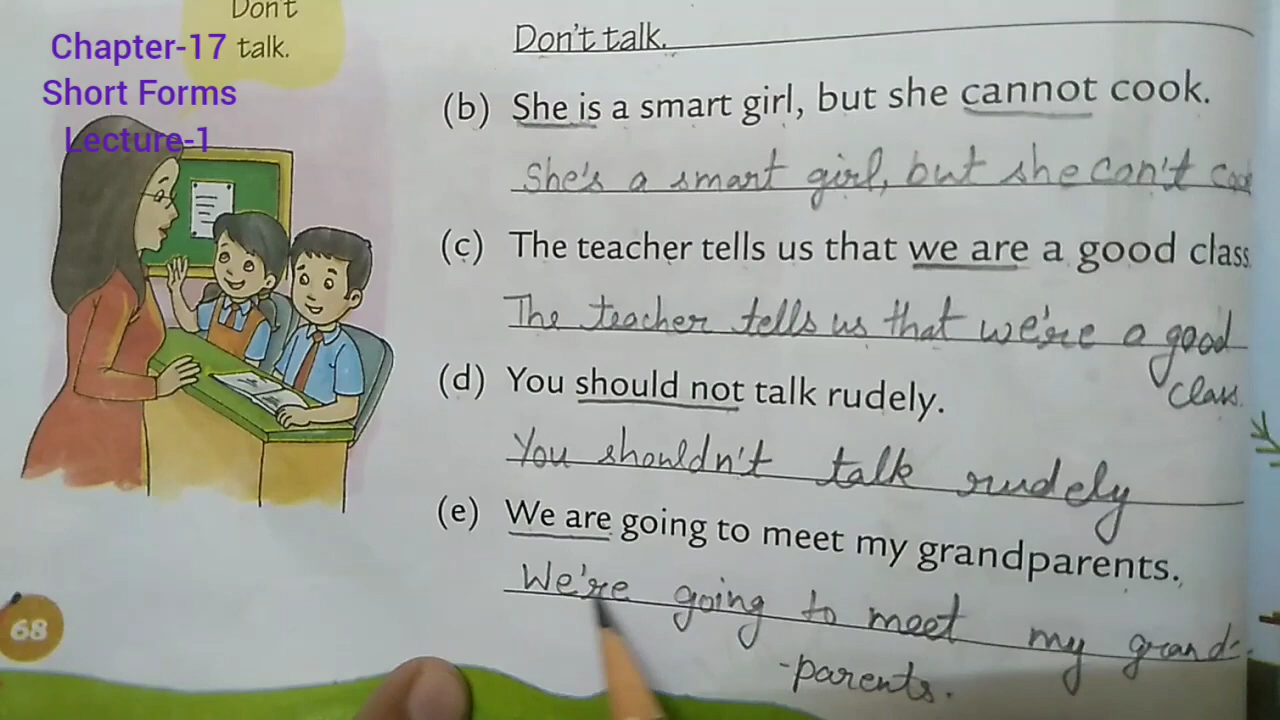 Don't
talk.
Chapter-17
Short Forms
Lecture-1
Don't talk.
(b) She is a smart girl, but she cannot cook.
She's a smart girl, but she can't cook
(c) The teacher tells us that we are a good class
The teacher tells us that we're a good
class.
(d) You should not talk rudely.
You shouldn't talk rudely
(e) We are going to meet my grandparents.
We're going to meet my grand-
-parents.
68